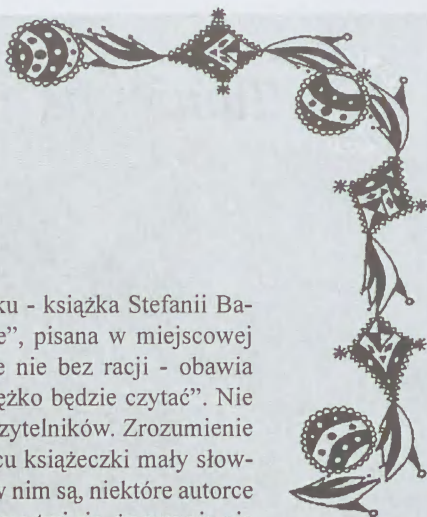 ku - książka Stefanii Ba-
e”, pisana w miejscowej
e nie bez racji - obawia
ężko będzie czytać”. Nie
zytelników. Zrozumienie
cu książeczki mały słow-
w nim są, niektóre autorce